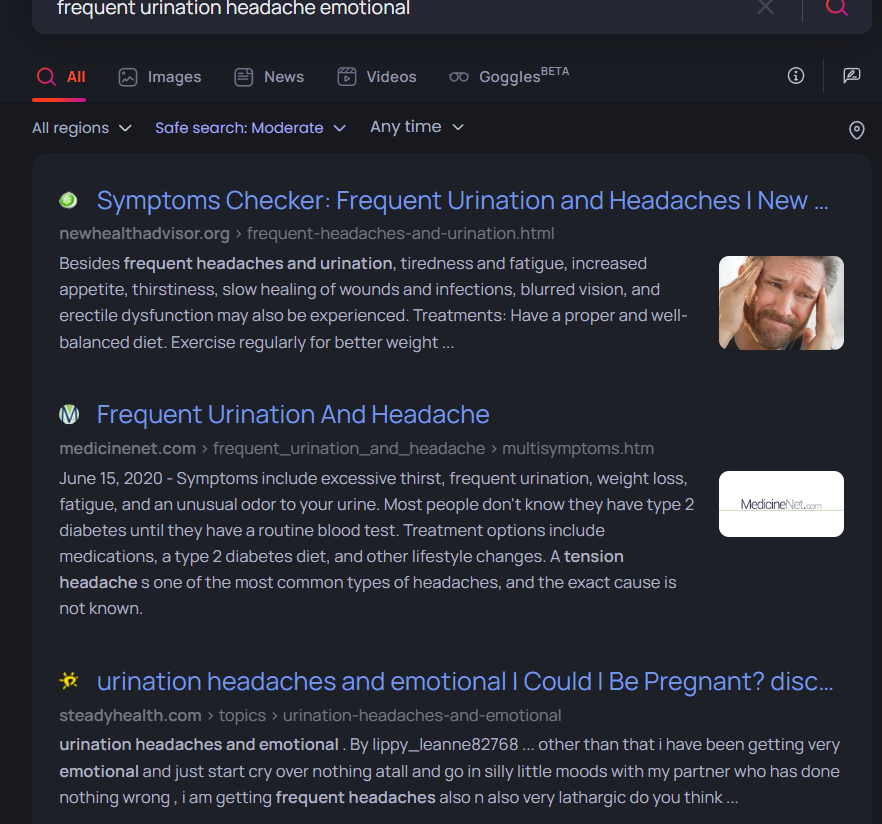 frequent urination headache emotional
All Images News Videos Goggles BETA
All regions Safe search: Moderate Any time
Symptoms Checker: Frequent Urination and Headaches | New ...
newhealthadvisor.org › frequent-headaches-and-urination.html
Besides frequent headaches and urination, tiredness and fatigue, increased
appetite, thirstiness, slow healing of wounds and infections, blurred vision, and
erectile dysfunction may also be experienced. Treatments: Have a proper and well-
balanced diet. Exercise regularly for better weight ...
Frequent Urination And Headache
medicinenet.com › frequent_urination_and_headache › multisymptoms.htm
June 15, 2020 - Symptoms include excessive thirst, frequent urination, weight loss,
fatigue, and an unusual odor to your urine. Most people don't know they have type 2
diabetes until they have a routine blood test. Treatment options include
medications, a type 2 diabetes diet, and other lifestyle changes. A tension
headache s one of the most common types of headaches, and the exact cause is
not known.
MedicineNet.com
urination headaches and emotional | Could I Be Pregnant? disc...
steadyhealth.com › topics › urination-headaches-and-emotional
urination headaches and emotional . By lippy_leanne82768 ... other than that i have been getting very
emotional and just start cry over nothing atall and go in silly little moods with my partner who has done
nothing wrong , i am getting frequent headaches also n also very lathargic do you think ...